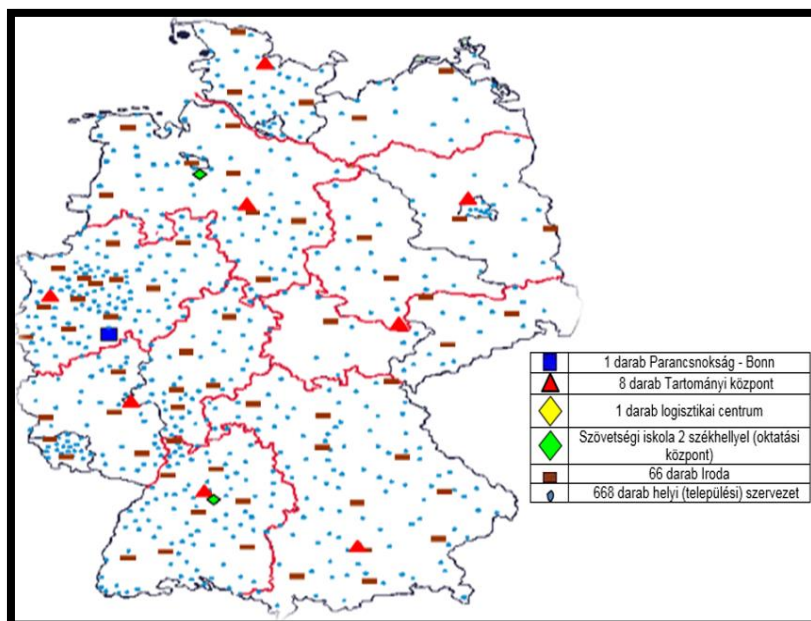 1 darab Parancsnokság - Bonn
8 darab Tartományi központ
1 darab logisztikai centrum
Szövetségi iskola 2 székhellyel (oktatási
központ)
66 darab Iroda
668 darab helyi (települési) szervezet